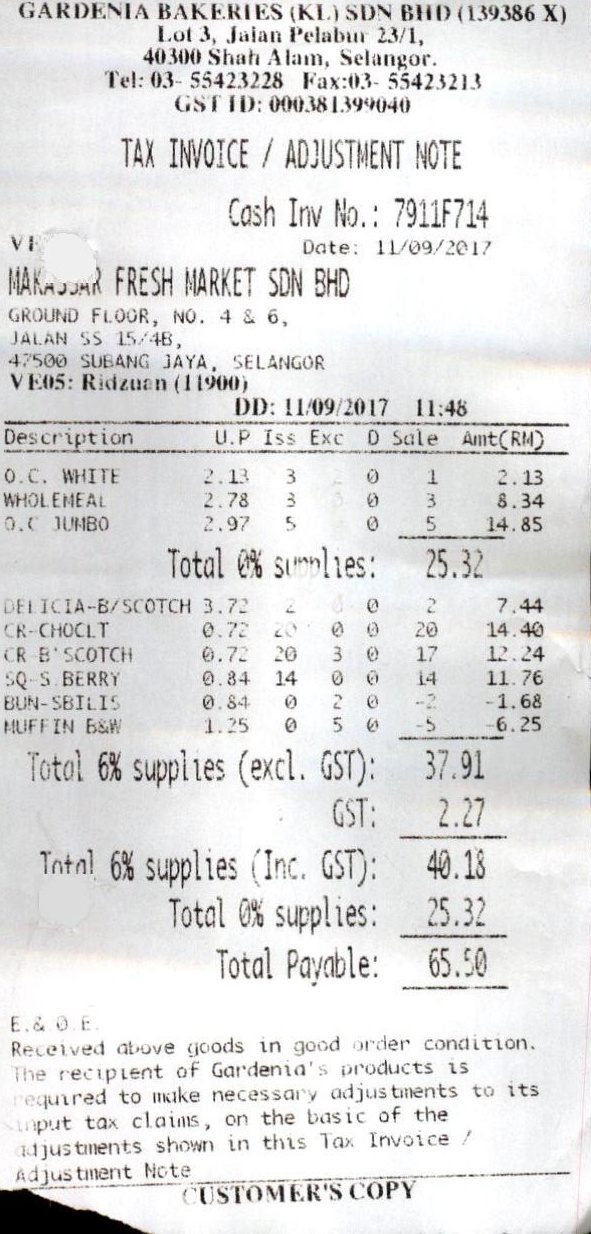 GARDENIA BAKERIES (KL) SDN BHD (139386 X)
Lot 3, Jalan Pelabur 23/1,
40300 Shah Alam, Selangor.
Tel: 03- 55423228 Fax:03- 55423213
GST ID: 000381399040
TAX INVOICE / ADJUSTMENT NOTE
Cash Inv No.: 7911F714
Date: 11/09/2017
MAKASSAR FRESH MARKET SDN BHD
GROUND FLOOR, NO. 4 & 6,
JALAN SS 15/4B,
47500 SUBANG JAYA, SELANGOR
VE05: Ridzuan (11900)
DD: 11/09/2017 11:48
Description U.P Iss Exc D Sale Amt(RM)
O.C. WHITE 2.13 3 0 1 2.13
WHOLEMEAL 2.78 3 0 3 8.34
O.C JUMBO 2.97 5 0 5 14.85
Total 0% supplies: 25.32
DELICIA-B/SCOTCH 3.72 2 0 2 7.44
CR-CHOCLT 0.72 20 0 0 20 14.40
CR-B'SCOTCH 0.72 20 3 0 17 12.24
SQ-S.BERRY 0.84 14 0 0 14 11.76
BUN-SBILIS 0.84 0 2 0 -2 -1.68
MUFFIN B&W 1.25 0 5 0 -5 -6.25
Total 6% supplies (excl. GST): 37.91
GST: 2.27
Total 6% supplies (Inc. GST): 40.18
Total 0% supplies: 25.32
Total Payable: 65.50
E.& O.E.
Received above goods in good order condition.
The recipient of Gardenia's products is
required to make necessary adjustments to its
input tax claims, on the basic of the
adjustments shown in this Tax Invoice /
Adjustment Note
CUSTOMER'S COPY